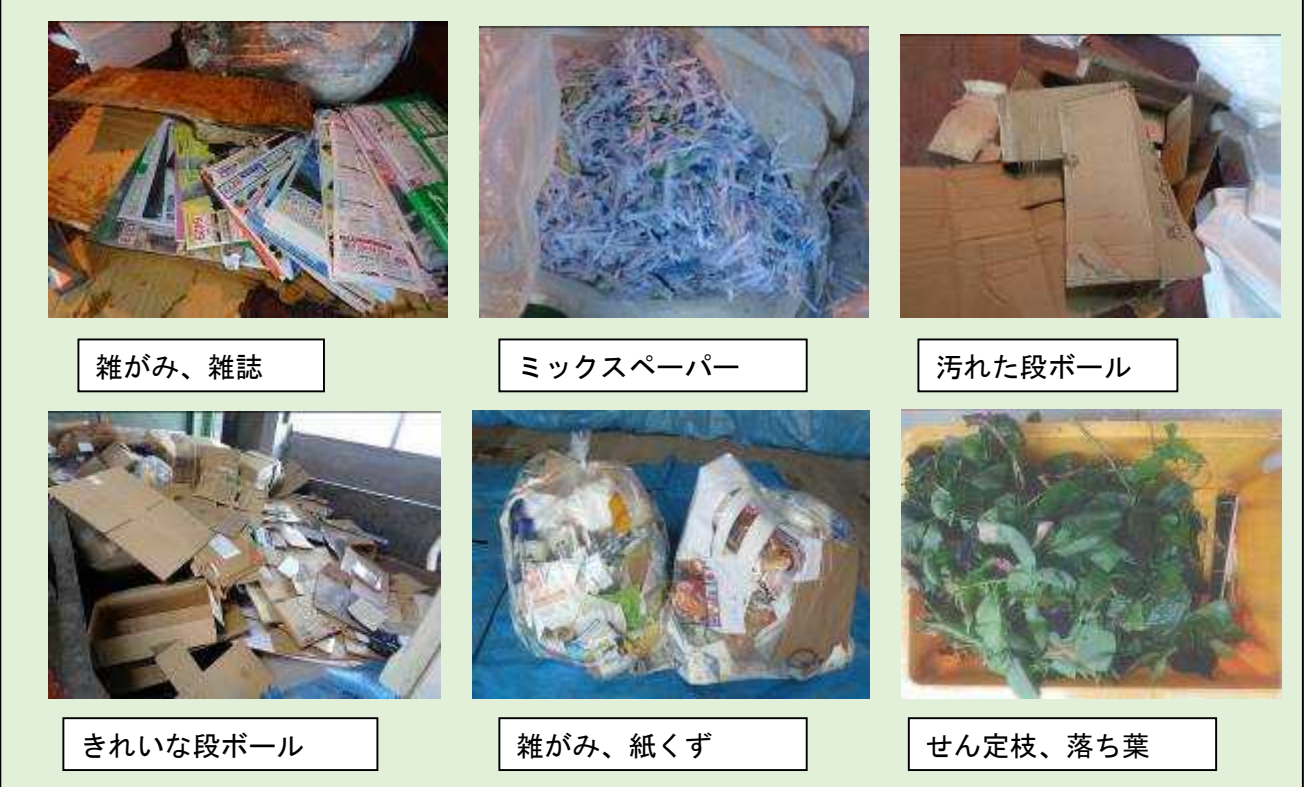 雑がみ、雑誌
ミックスペーパー
汚れた段ボール
きれいな段ボール
雑がみ、紙くず
せん定枝、落ち葉